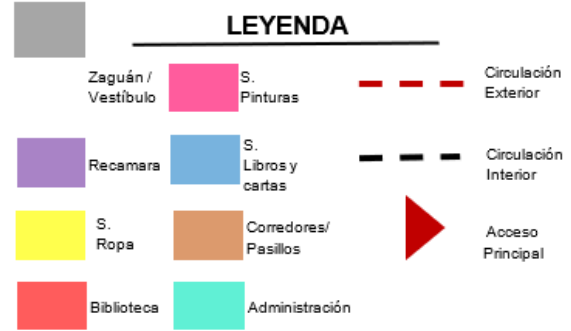 LEYENDA
Zaguán /
Vestíbulo
S.
Pinturas
Circulación
Exterior
Recamara
S.
Libros y
cartas
Circulación
Interior
S.
Ropa
Corredores/
Pasillos
Acceso
Principal
Biblioteca
Administración